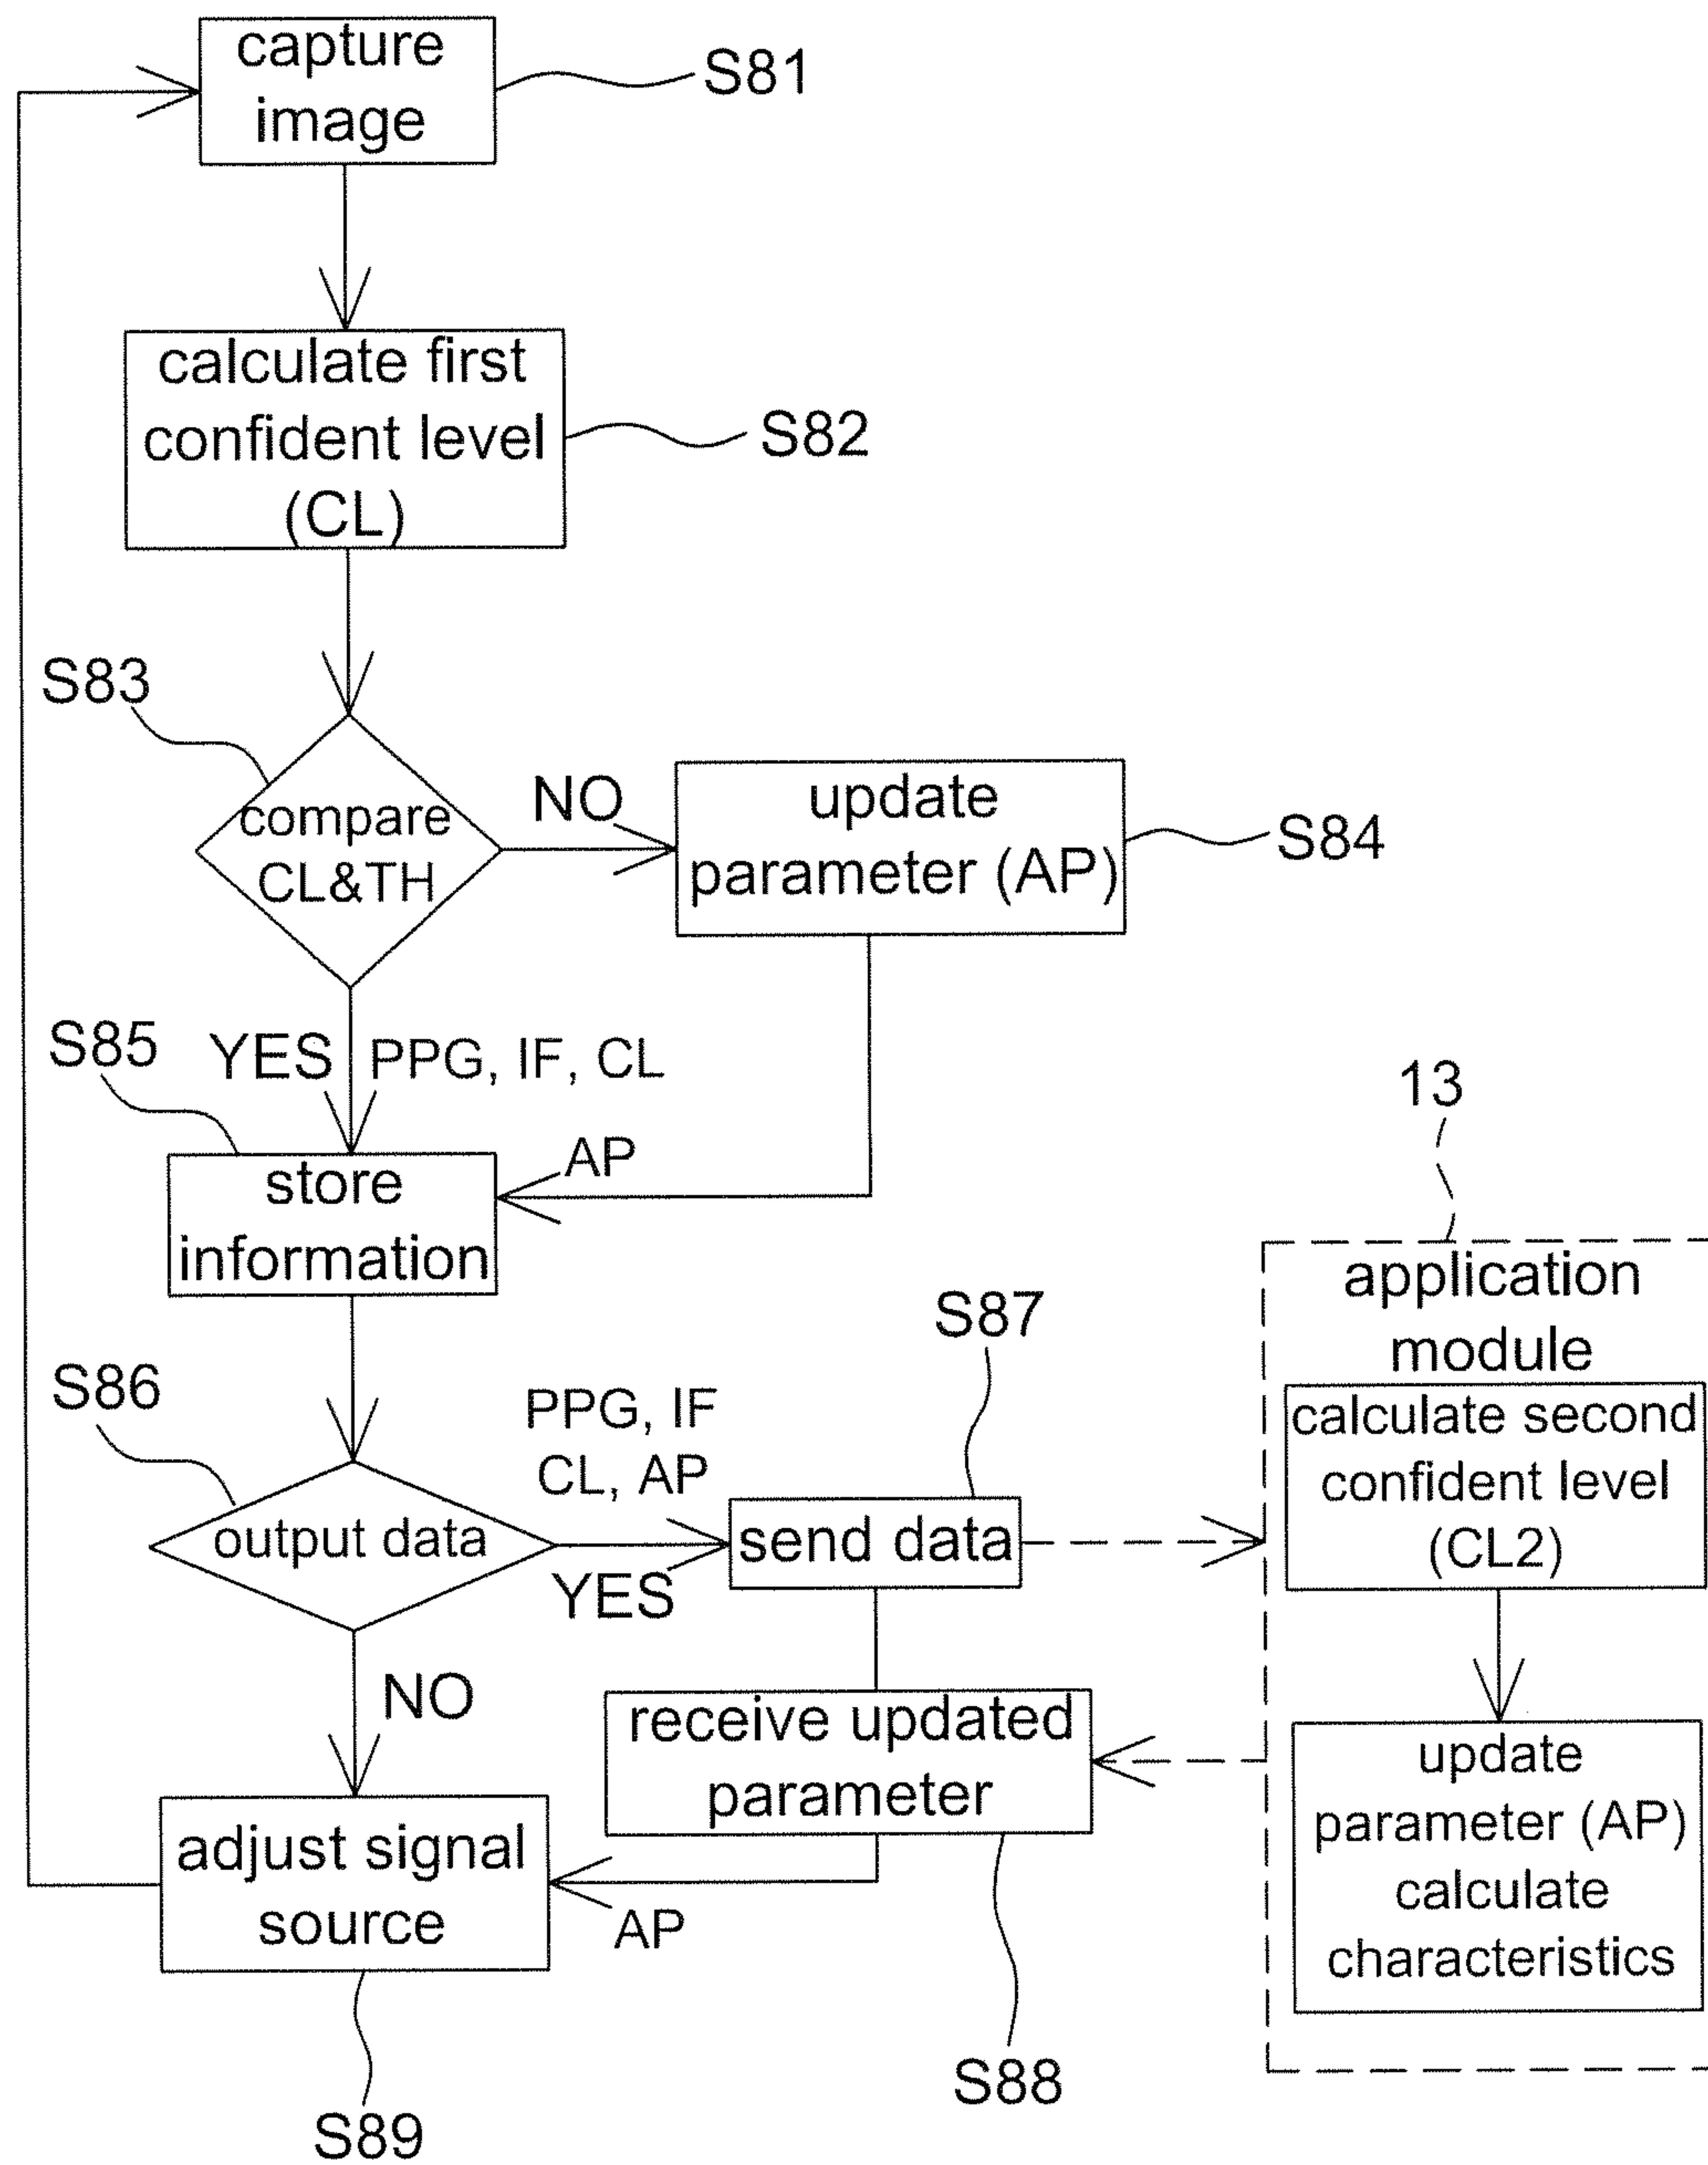 capture
image
S81
calculate first
confident level
(CL)
S82
S83
compare
CL&TH
NO
update
parameter (AP)
S84
S85
YES
PPG, IF, CL
AP
store
information
13
application
module
S87
S86
PPG, IF
CL, AP
output data
YES
send data
calculate second
confident level
(CL2)
NO
receive updated
parameter
update
parameter (AP)
calculate
characteristics
adjust signal
source
AP
S88
S89